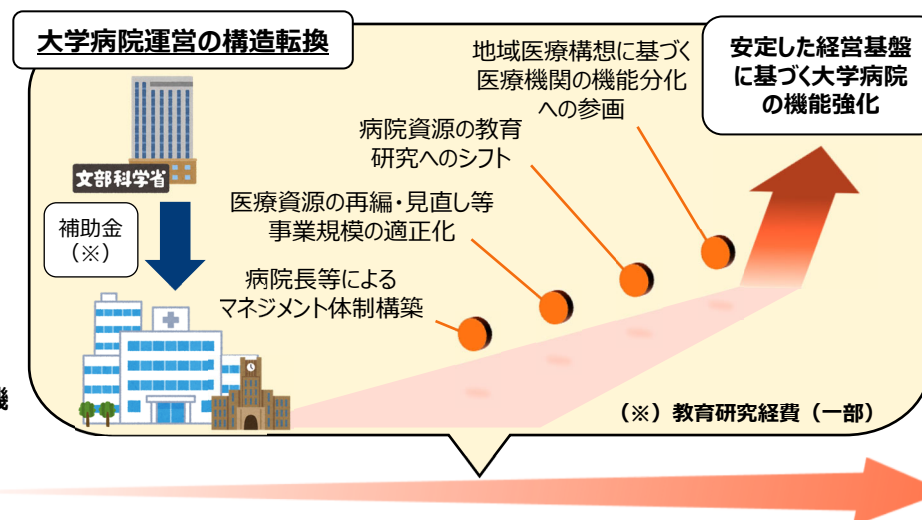 大学病院運営の構造転換
文部科学省
補助金
（※）
病院長等による
マネジメント体制構築
医療資源の再編・見直し等
事業規模の適正化
病院資源の教育
研究へのシフト
地域医療構想に基づく
医療機関の機能分化
への参画
安定した経営基盤
に基づく大学病院
の機能強化
（※）教育研究経費（一部）